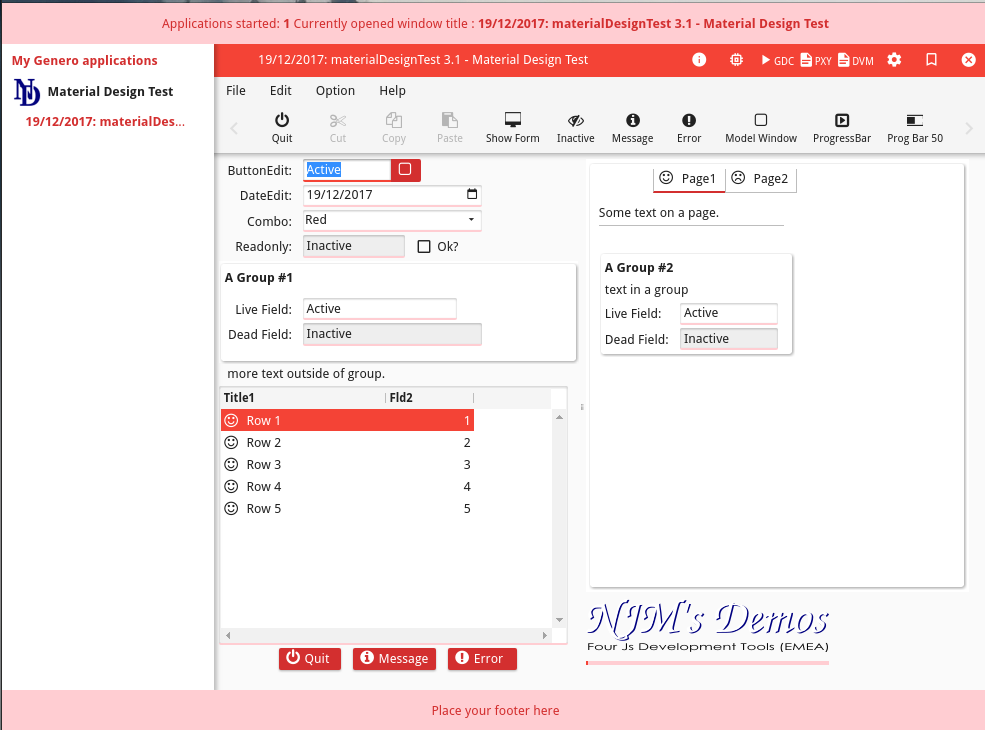 Applications started: 1 Currently opened window title : 19/12/2017: materialDesignTest 3.1 - Material Design Test
My Genero applications
Material Design Test
19/12/2017: materialDes...
19/12/2017: materialDesignTest 3.1 - Material Design Test
GDC PXY DVM
File Edit Option Help
Quit Cut Copy Paste Show Form Inactive Message Error Model Window ProgressBar Prog Bar 50
ButtonEdit: Active
DateEdit: 19/12/2017
Combo: Red
Readonly: Inactive Ok?
A Group #1
Live Field: Active
Dead Field: Inactive
more text outside of group.
Title1 Fld2
Row 1 1
Row 2 2
Row 3 3
Row 4 4
Row 5 5
Quit Message Error
Page1 Page2
Some text on a page.
A Group #2
text in a group
Live Field: Active
Dead Field: Inactive
NJM's Demos
Four Js Development Tools (EMEA)
Place your footer here